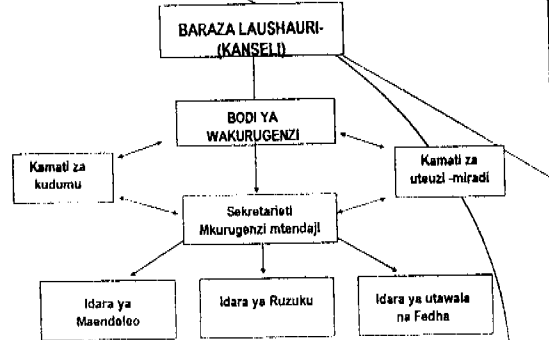 BARAZA LAUSHAURI-
(KANSELI)
BODI YA
WAKURUGENZI
Kamati za
kudumu
Kamati za
uteuzi -miradi
Sekretarieti
Mkurugenzi mtendaji
Idara ya
Maendeleo
Idara ya Ruzuku
Idara ya utawala
na Fedha